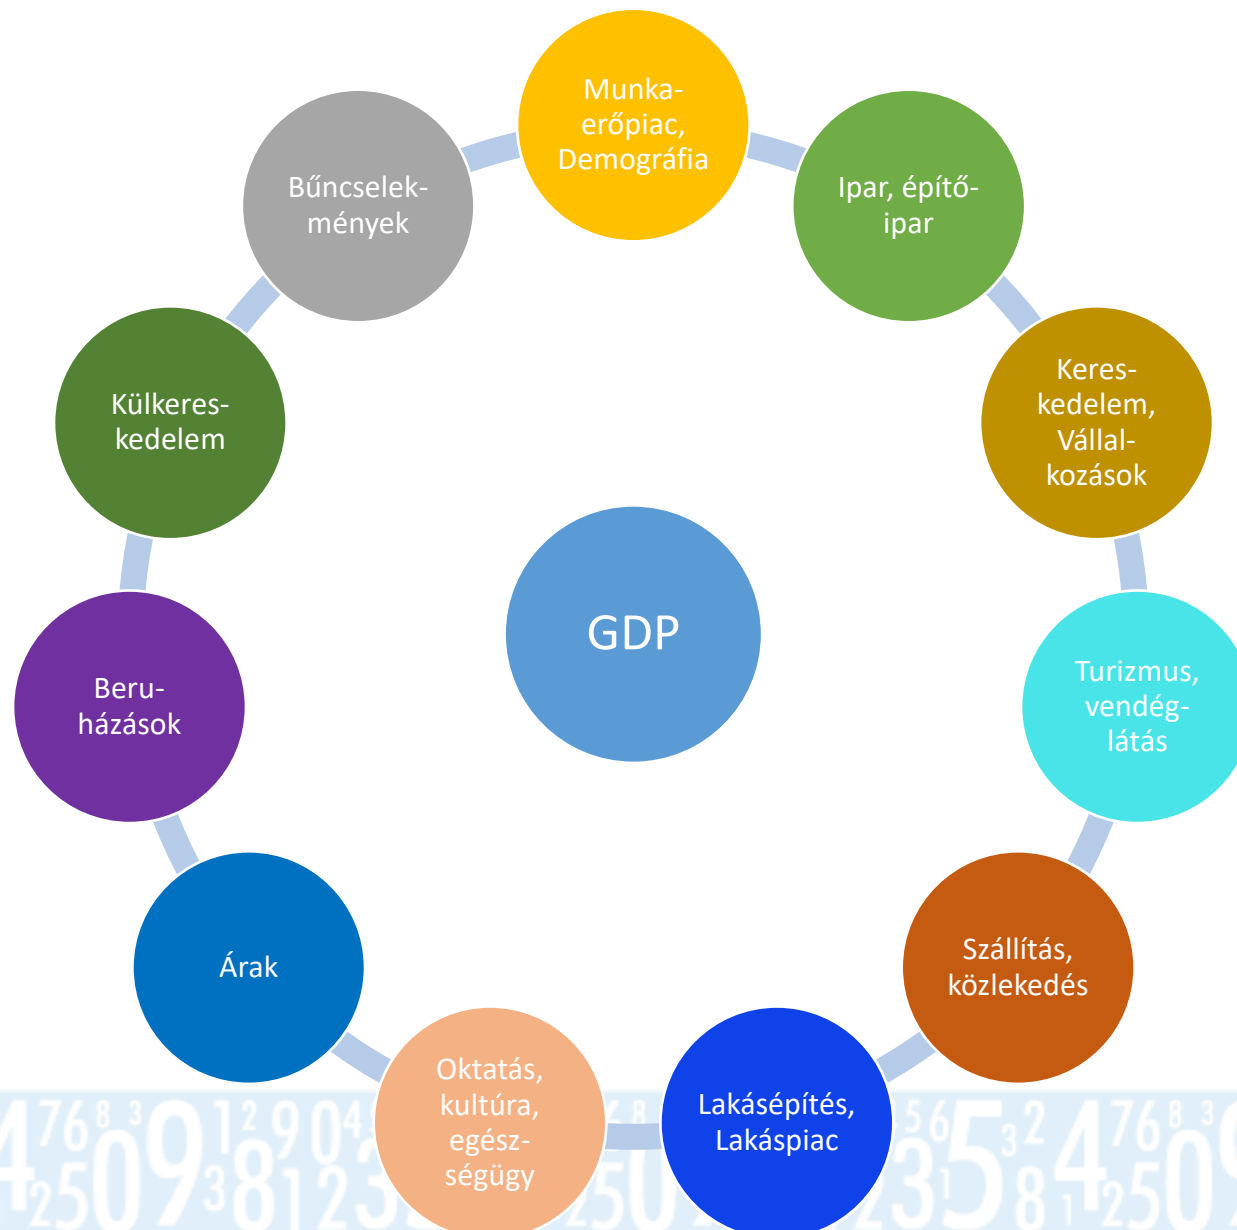 Munka-
erőpiac,
Demográfia
Ipar, építő-
ipar
Keres-
kedelem,
Vállal-
kozások
Turizmus,
vendég-
látás
Szállítás,
közlekedés
Lakásépítés,
Lakáspiac
Oktatás,
kultúra,
egész-
ségügy
Árak
Beru-
házások
Külkeres-
kedelem
Bűncselek-
mények
GDP